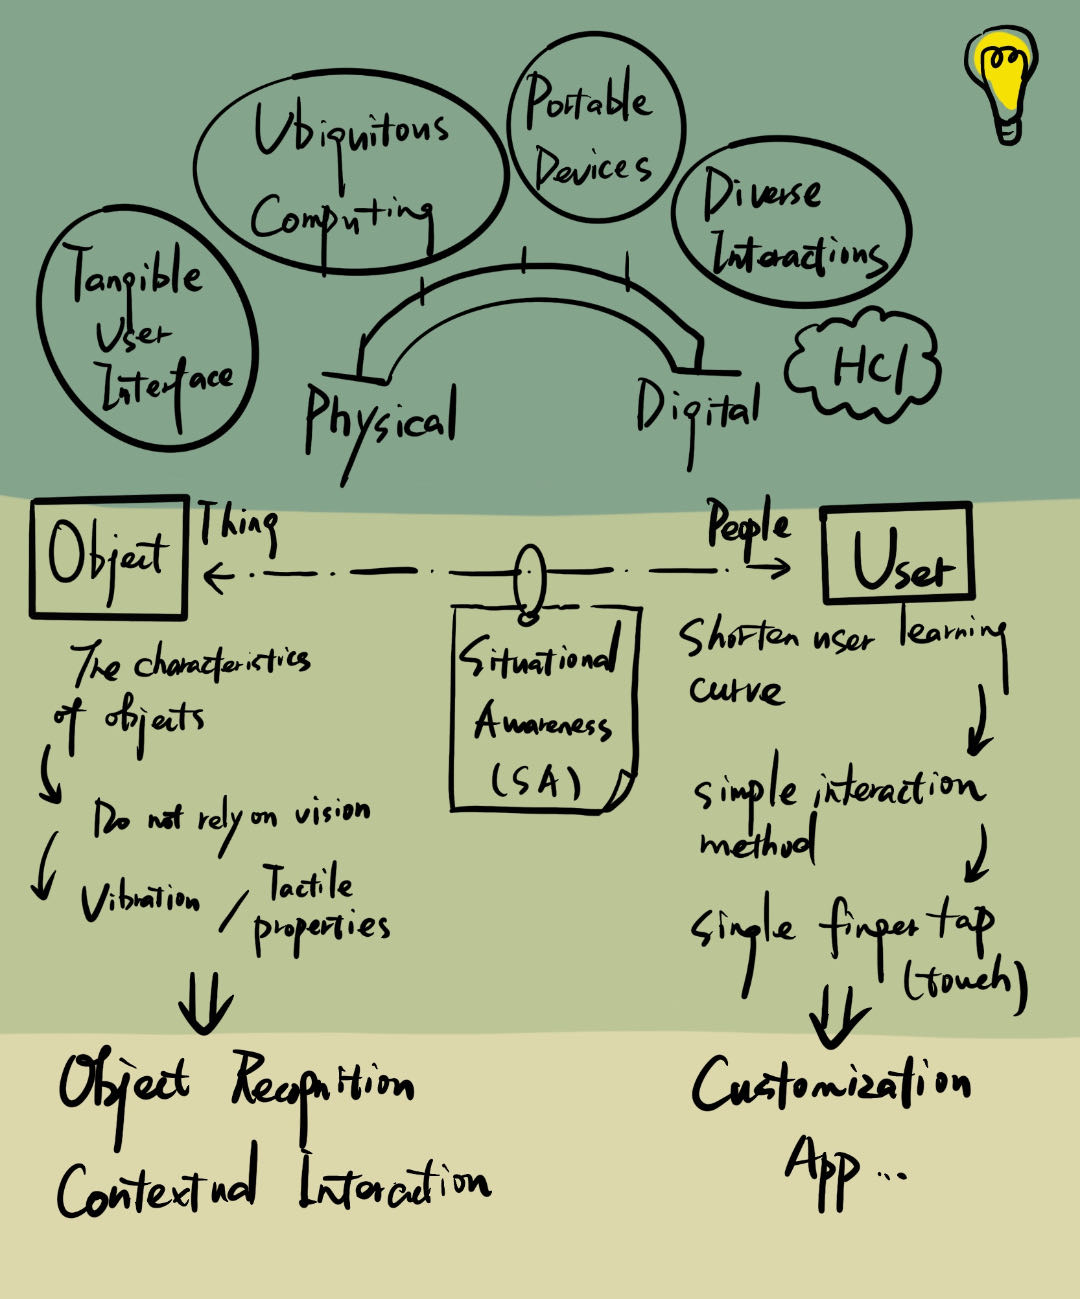 Tangible
User
Interface
Ubiquitous
Computing
Portable
Devices
Diverse
Interactions
HCI
Physical
Digital
Object
Thing
People
User
The characteristics
of objects
Do not rely on vision
Vibration / Tactile
properties
Situational
Awareness
(SA)
Shorten user learning
curve
simple interaction
method
single finger tap
(touch)
Object Recognition
Contextual Interaction
Customization
App ...